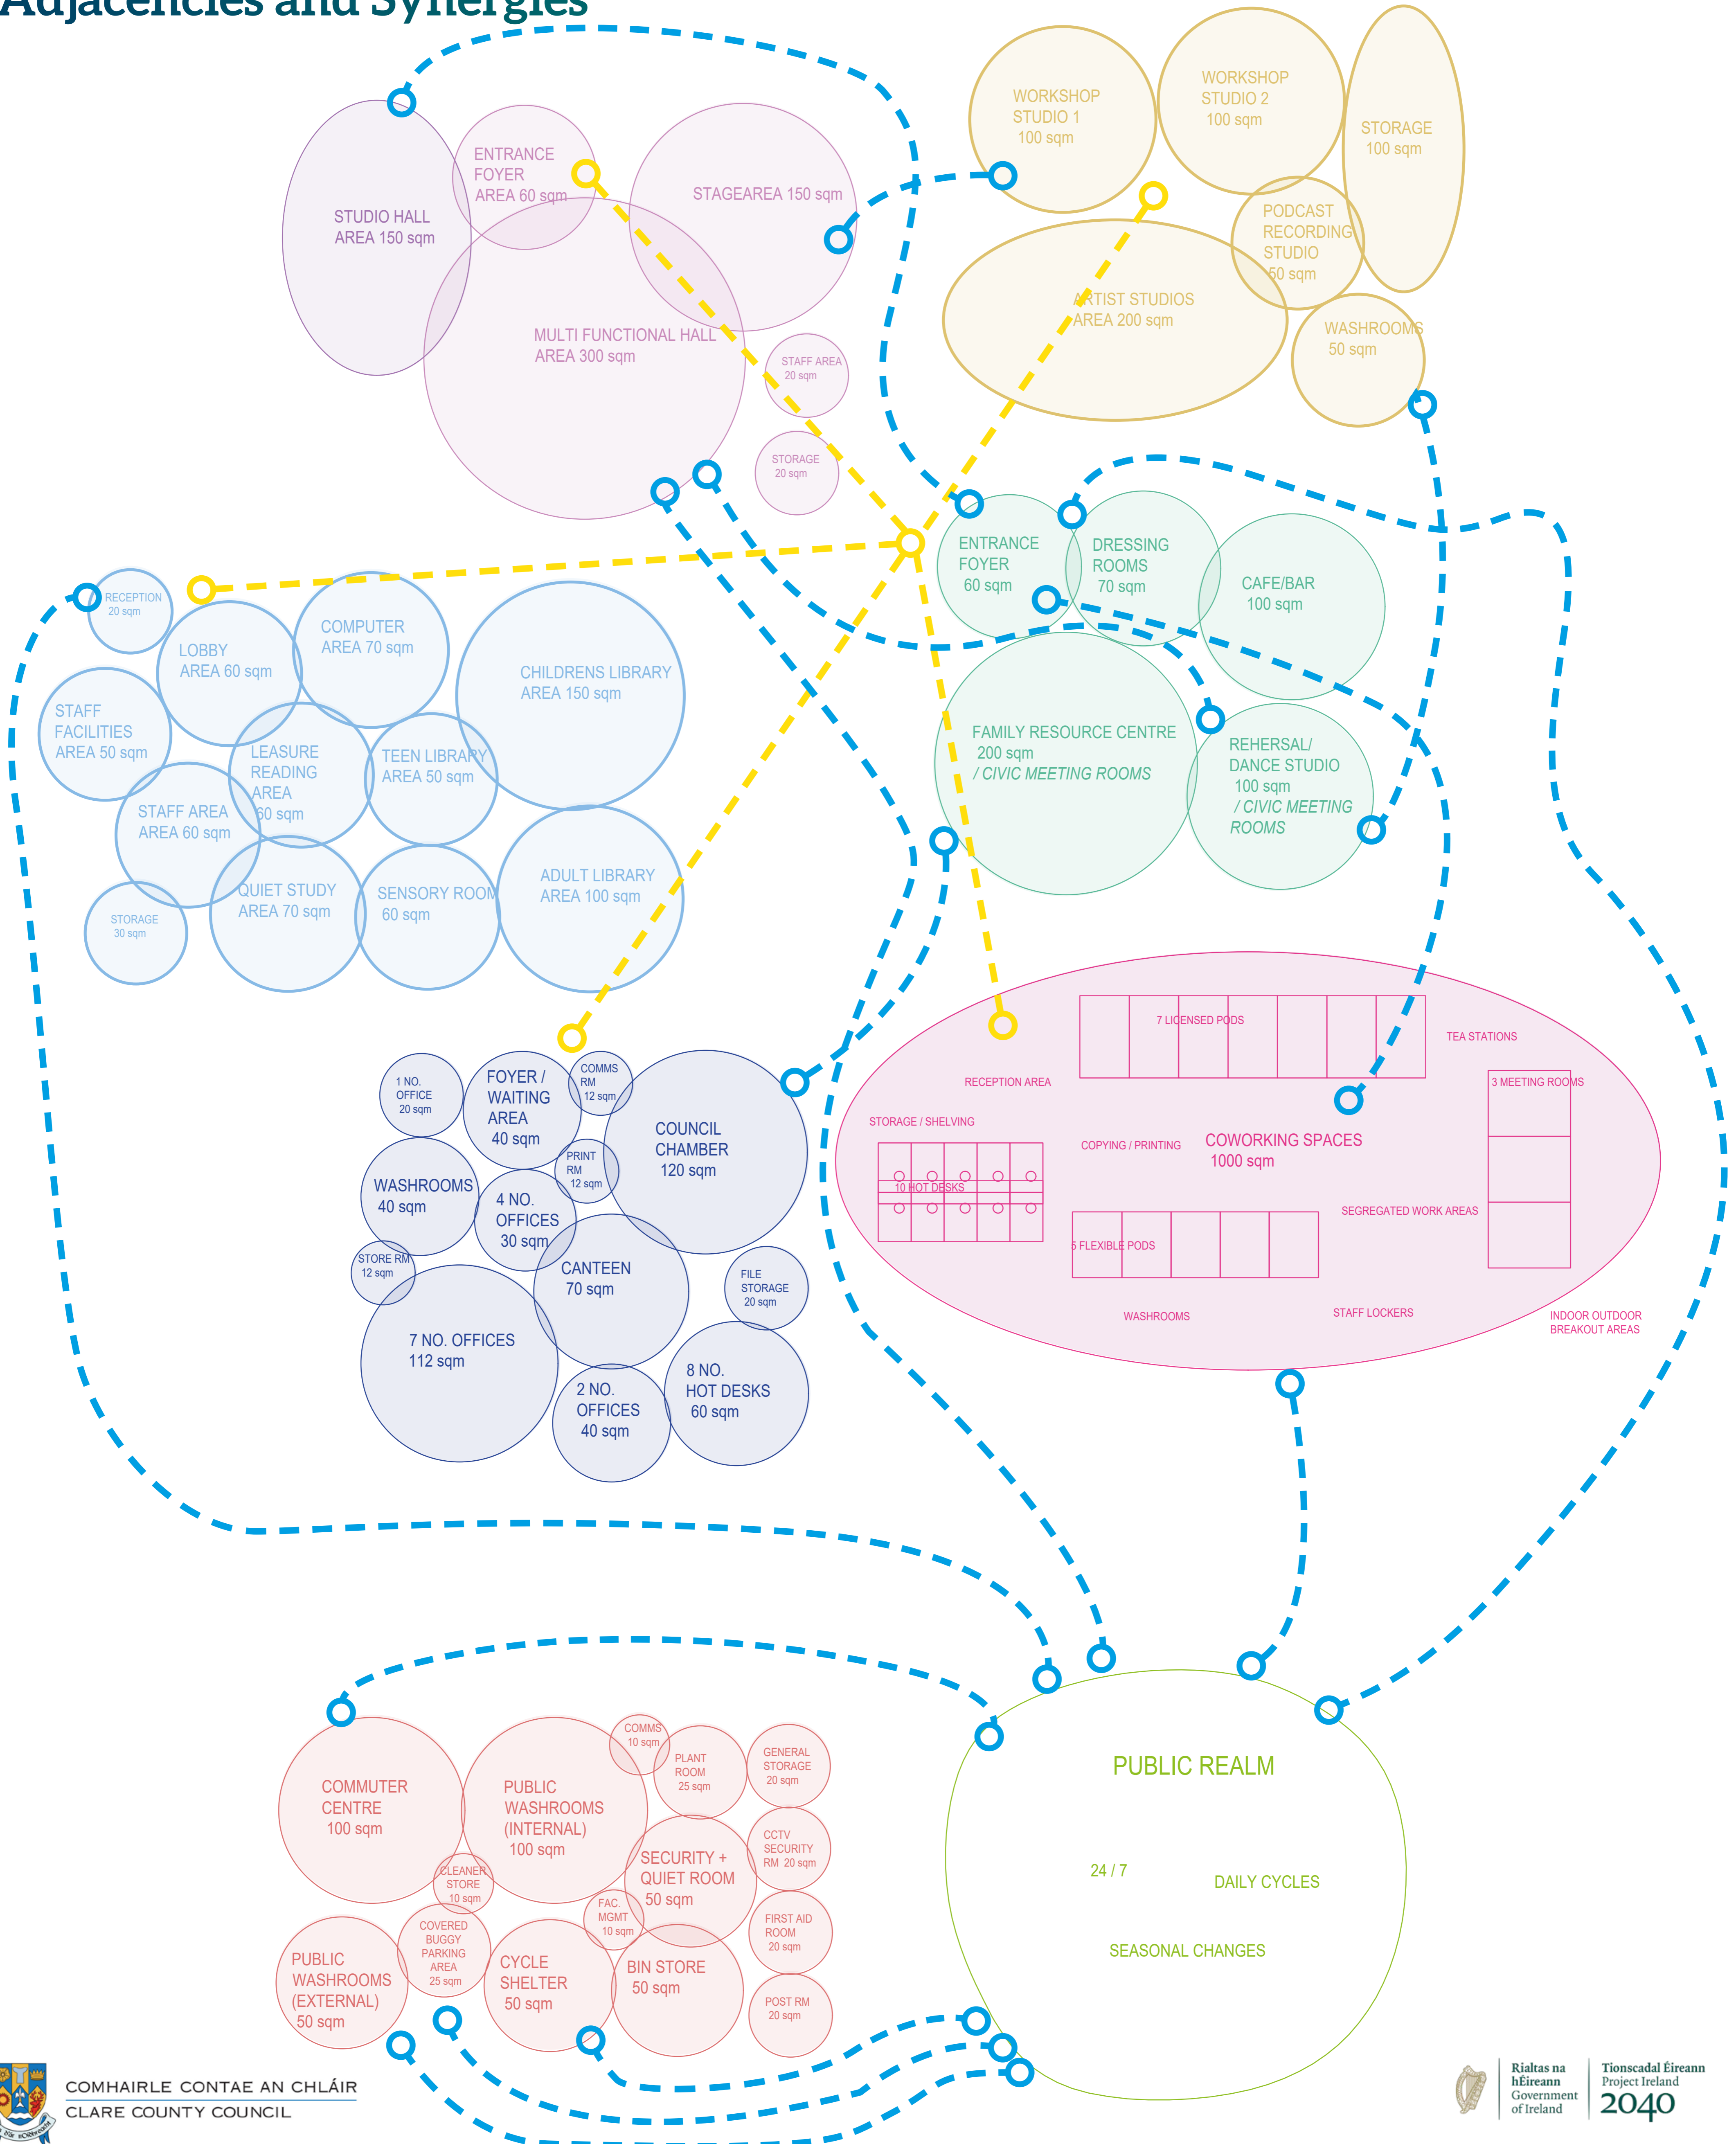 Adjacencies and Synergies
STUDIO HALL
AREA 150 sqm
ENTRANCE
FOYER
AREA 60 sqm
STAGEAREA 150 sqm
MULTI FUNCTIONAL HALL
AREA 300 sqm
STAFF AREA
20 sqm
STORAGE
20 sqm
WORKSHOP
STUDIO 1
100 sqm
WORKSHOP
STUDIO 2
100 sqm
STORAGE
100 sqm
PODCAST
RECORDING
STUDIO
50 sqm
ARTIST STUDIOS
AREA 200 sqm
WASHROOMS
50 sqm
ENTRANCE
FOYER
60 sqm
DRESSING
ROOMS
70 sqm
CAFE/BAR
100 sqm
FAMILY RESOURCE CENTRE
200 sqm
/ CIVIC MEETING ROOMS
REHERSAL/
DANCE STUDIO
100 sqm
/ CIVIC MEETING
ROOMS
RECEPTION
20 sqm
LOBBY
AREA 60 sqm
COMPUTER
AREA 70 sqm
CHILDRENS LIBRARY
AREA 150 sqm
STAFF
FACILITIES
AREA 50 sqm
LEASURE
READING
AREA
60 sqm
TEEN LIBRARY
AREA 50 sqm
STAFF AREA
AREA 60 sqm
QUIET STUDY
AREA 70 sqm
SENSORY ROOM
60 sqm
ADULT LIBRARY
AREA 100 sqm
STORAGE
30 sqm
1 NO.
OFFICE
20 sqm
FOYER /
WAITING
AREA
40 sqm
COMMS
RM
12 sqm
COUNCIL
CHAMBER
120 sqm
PRINT
RM
12 sqm
WASHROOMS
40 sqm
4 NO.
OFFICES
30 sqm
STORE RM
12 sqm
CANTEEN
70 sqm
FILE
STORAGE
20 sqm
7 NO. OFFICES
112 sqm
2 NO.
OFFICES
40 sqm
8 NO.
HOT DESKS
60 sqm
7 LICENSED PODS
TEA STATIONS
RECEPTION AREA
3 MEETING ROOMS
STORAGE / SHELVING
COPYING / PRINTING
COWORKING SPACES
1000 sqm
10 HOT DESKS
SEGREGATED WORK AREAS
5 FLEXIBLE PODS
WASHROOMS
STAFF LOCKERS
INDOOR OUTDOOR
BREAKOUT AREAS
COMMUTER
CENTRE
100 sqm
PUBLIC
WASHROOMS
(INTERNAL)
100 sqm
COMMS
10 sqm
PLANT
ROOM
25 sqm
GENERAL
STORAGE
20 sqm
CCTV
SECURITY
RM 20 sqm
SECURITY +
QUIET ROOM
50 sqm
CLEANER
STORE
10 sqm
FAC.
MGMT
10 sqm
FIRST AID
ROOM
20 sqm
COVERED
BUGGY
PARKING
AREA
25 sqm
PUBLIC
WASHROOMS
(EXTERNAL)
50 sqm
CYCLE
SHELTER
50 sqm
BIN STORE
50 sqm
POST RM
20 sqm
PUBLIC REALM
24 / 7
DAILY CYCLES
SEASONAL CHANGES
COMHAIRLE CONTAE AN CHLÁIR
CLARE COUNTY COUNCIL
Rialtas na
hÉireann
Government
of Ireland
Tionscadal Éireann
Project Ireland
2040